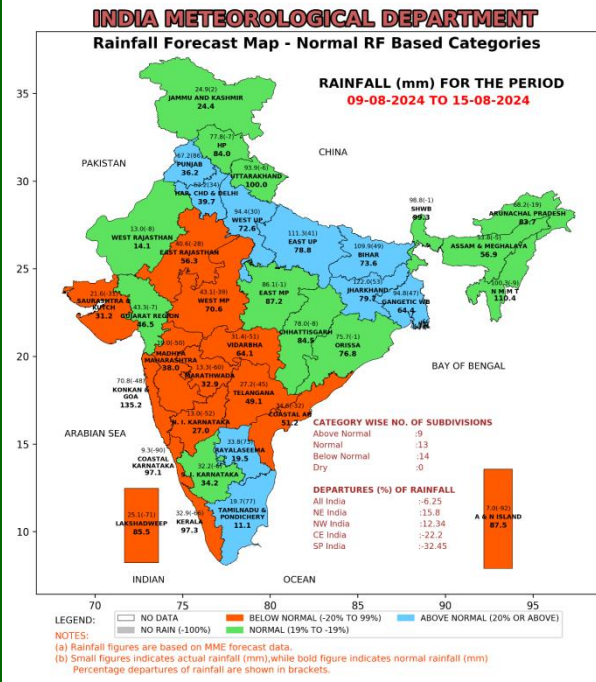 INDIA METEOROLOGICAL DEPARTMENT
Rainfall Forecast Map - Normal RF Based Categories
RAINFALL (mm) FOR THE PERIOD
09-08-2024 TO 15-08-2024
35
30
25
20
15
10
24.9(2)
JAMMU AND KASHMIR
24.4
77.8(-7)
HP
84.0
PAKISTAN
CHINA
67.2(86)
PUNJAB
36.2
93.9(-6)
UTTARAKHAND
100.0
HAR. CHD & DELHI
39.7
98.8(-1)
SHWB
99.3
68.2(-19)
ARUNACHAL PRADESH
83.7
94.4(30)
WEST UP
72.6
13.0(-8)
WEST RAJASTHAN
14.1
111.3(41)
EAST UP
78.8
40.6(-28)
EAST RAJASTHAN
56.3
109.9(49)
BIHAR
73.6
ASSAM & MEGHALAYA
56.9
100.3(-9)
N M M T
110.4
122.0(53)
JHARKHAND
79.7
94.8(47)
GANGETIC WB
64.4
86.1(-1)
EAST MP
87.2
43.1(-39)
WEST MP
70.6
SAURASHTRA &
KUTCH
31.2
43.3(-7)
GUJARAT REGION
46.5
78.0(-8)
CHHATTISGARH
84.5
75.7(-1)
ORISSA
76.8
31.4(-51)
VIDARBHA
64.1
MADHYA
MAHARASHTRA
38.0
13.3(-60)
MARATHWADA
32.9
27.2(-45)
TELANGANA
49.1
70.8(-48)
KONKAN &
GOA
135.2
BAY OF BENGAL
COASTAL AP
51.2
13.0(-52)
N. I. KARNATAKA
27.0
ARABIAN SEA
33.8(73)
RAYALASEEMA
19.5
9.3(-90)
COASTAL
KARNATAKA
97.1
S. I. KARNATAKA
34.2
19.7(77)
TAMILNADU &
PONDICHERY
11.1
32.9(-66)
KERALA
97.3
25.1(-71)
LAKSHADWEEP
85.5
7.0(-92)
A & N ISLAND
87.5
CATEGORY WISE NO. OF SUBDIVISIONS
Above Normal :9
Normal :13
Below Normal :14
Dry :0
DEPARTURES (%) OF RAINFALL
All India :-6.25
NE India :15.8
NW India :12.34
CE India :-22.2
SP India :-32.45
INDIAN OCEAN
70 75 80 85 90 95
LEGEND: NO DATA BELOW NORMAL (-20% TO 99%) ABOVE NORMAL (20% OR ABOVE)
NO RAIN (-100%) NORMAL (19% TO -19%)
NOTES:
(a) Rainfall figures are based on MME forecast data.
(b) Small figures indicates actual rainfall (mm),while bold figure indicates normal rainfall (mm)
Percentage departures of rainfall are shown in brackets.